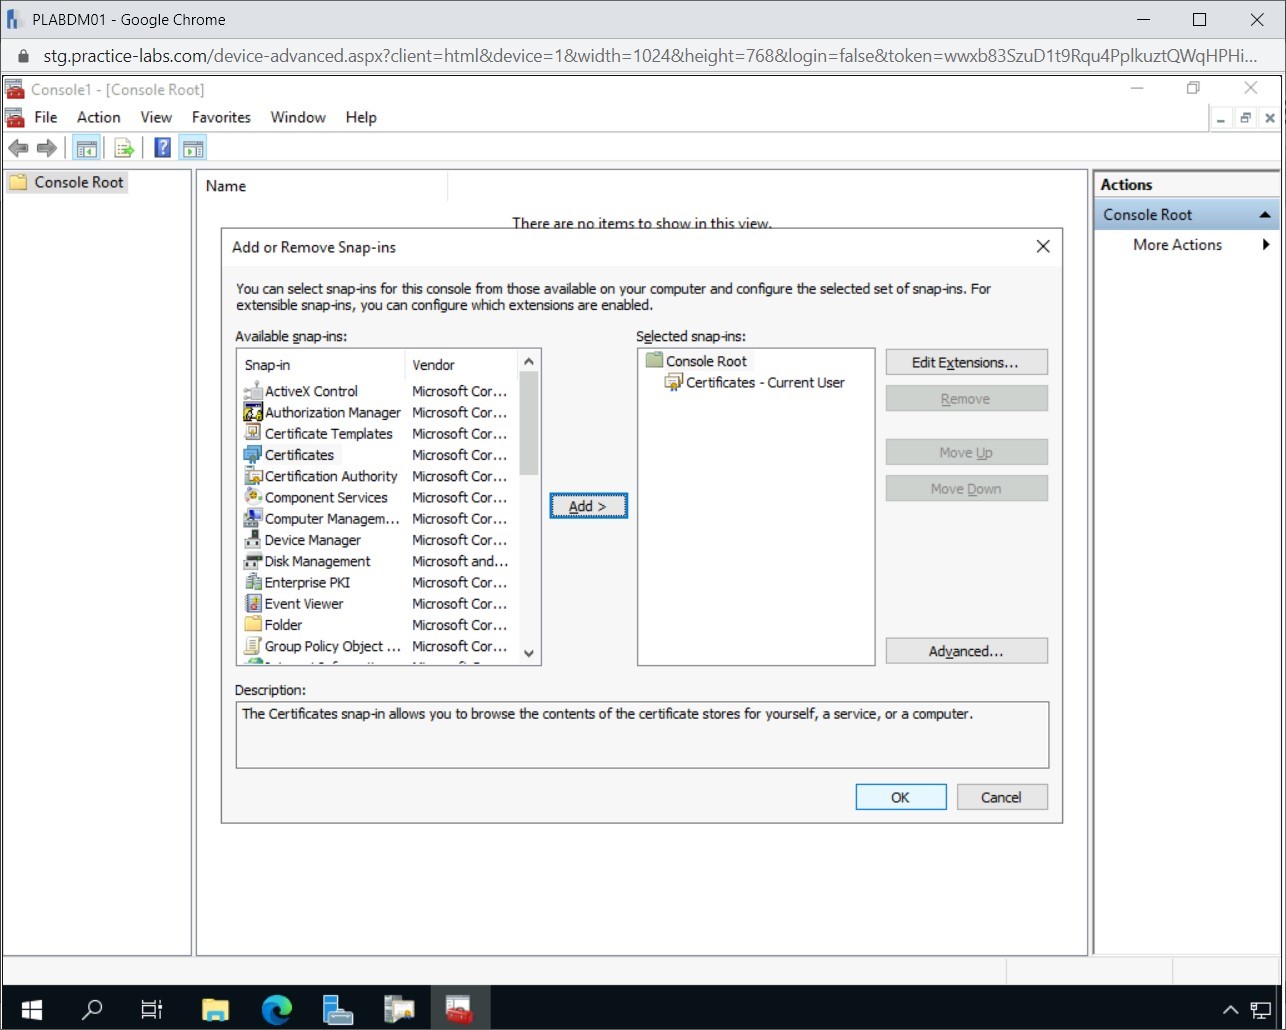 PLABDM01 - Google Chrome
stg.practice-labs.com/device-advanced.aspx?client=html&device=1&width=1024&height=768&login=false&token=wwxb83SzuD1t9Rqu4PplkuztQWqHPHi...
Console1 - [Console Root]
File Action View Favorites Window Help
Console Root
Name
There are no items to show in this view.
Actions
Console Root
More Actions
Add or Remove Snap-ins
You can select snap-ins for this console from those available on your computer and configure the selected set of snap-ins. For
extensible snap-ins, you can configure which extensions are enabled.
Available snap-ins:
Snap-in Vendor
ActiveX Control Microsoft Cor...
Authorization Manager Microsoft Cor...
Certificate Templates Microsoft Cor...
Certificates Microsoft Cor...
Certification Authority Microsoft Cor...
Component Services Microsoft Cor...
Computer Managem... Microsoft Cor...
Device Manager Microsoft Cor...
Disk Management Microsoft and...
Enterprise PKI Microsoft Cor...
Event Viewer Microsoft Cor...
Folder Microsoft Cor...
Group Policy Object ... Microsoft Cor...
Add >
Selected snap-ins:
Console Root
Certificates - Current User
Edit Extensions...
Remove
Move Up
Move Down
Advanced...
Description:
The Certificates snap-in allows you to browse the contents of the certificate stores for yourself, a service, or a computer.
OK
Cancel